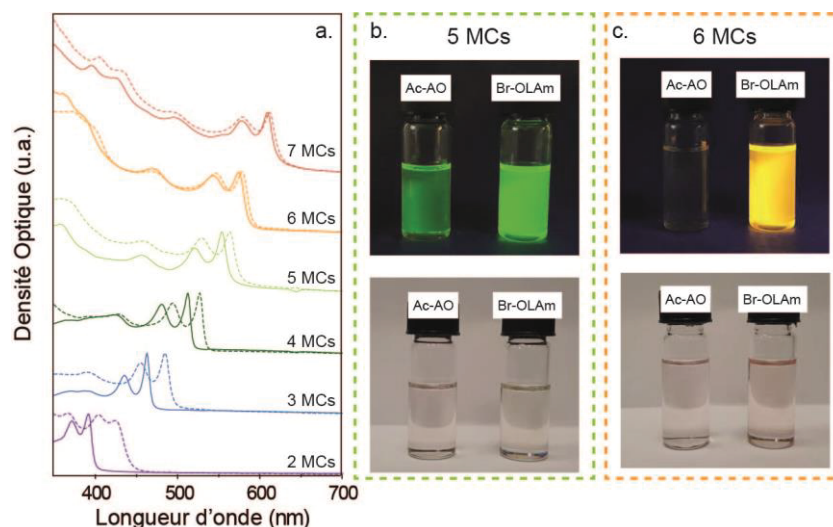 a.
Densité Optique (u.a.)
7 MCs
6 MCs
5 MCs
4 MCs
3 MCs
2 MCs
400 500 600 700
Longueur d'onde (nm)
b.
5 MCs
Ac-AO Br-OLAm
Ac-AO Br-OLAm
c.
6 MCs
Ac-AO Br-OLAm
Ac-AO Br-OLAm